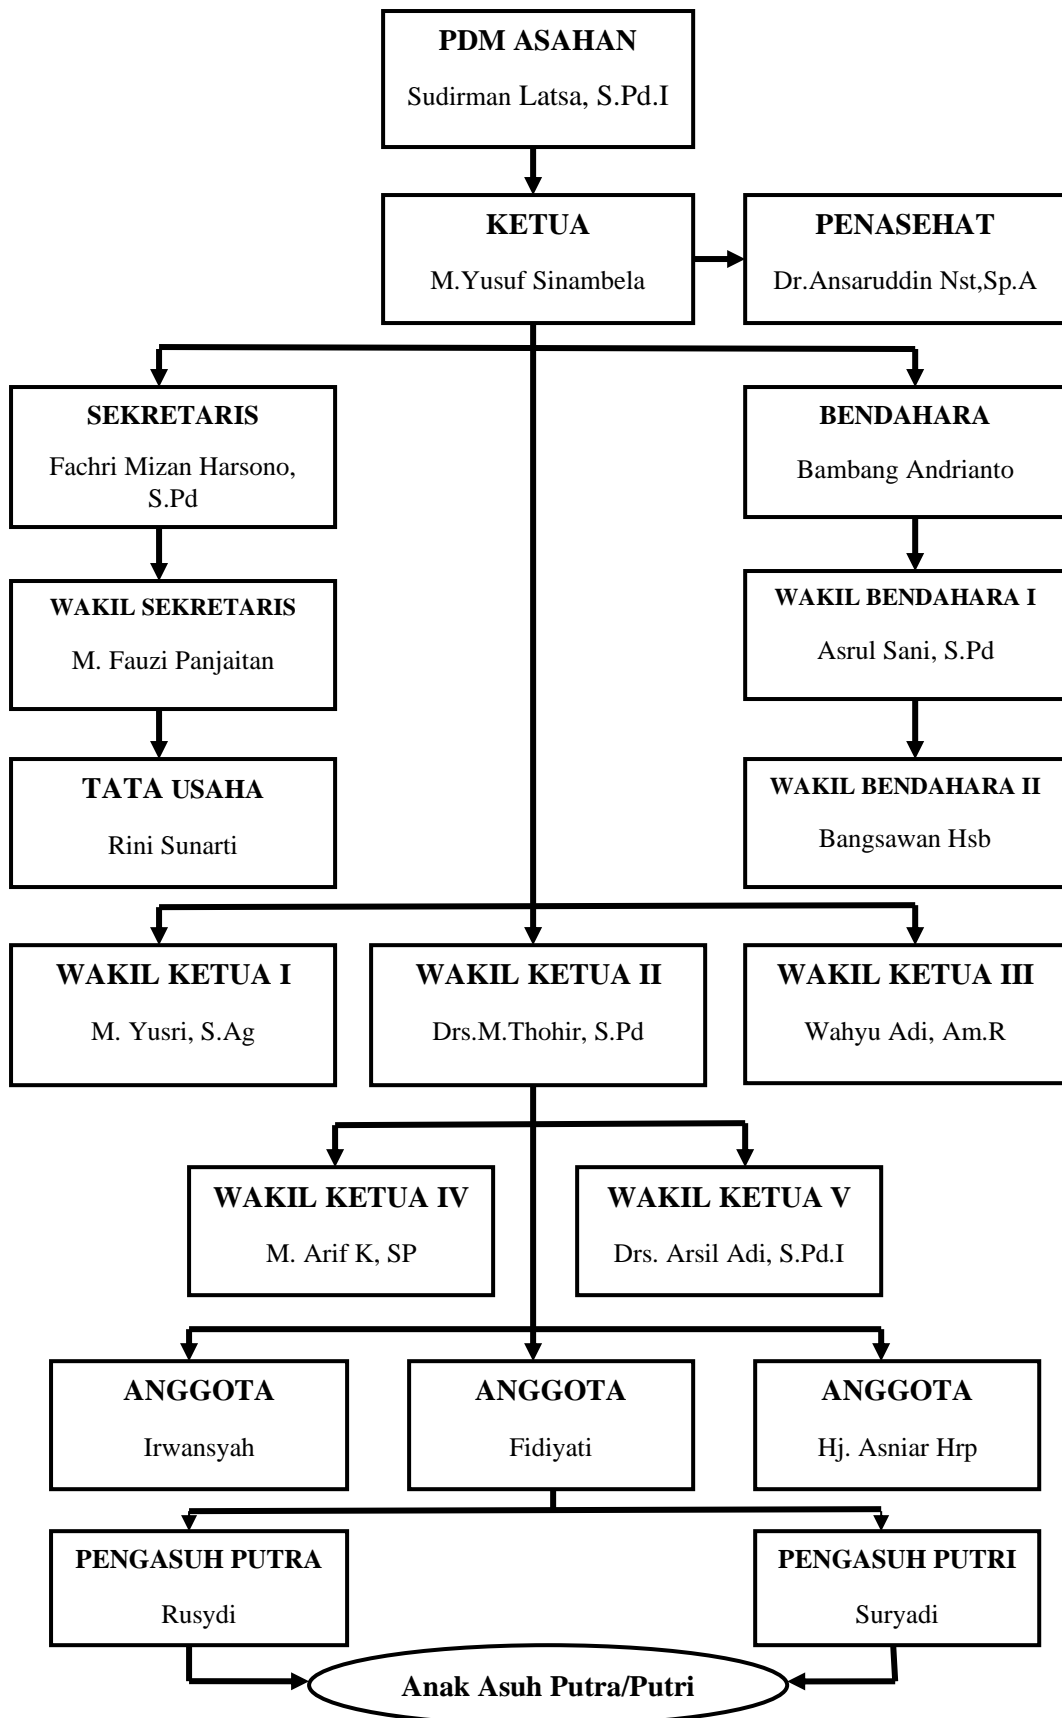 PDM ASAHAN
Sudirman Latsa, S.Pd.I
KETUA
M.Yusuf Sinambela
PENASEHAT
Dr.Ansaruddin Nst,Sp.A
SEKRETARIS
Fachri Mizan Harsono,
S.Pd
BENDAHARA
Bambang Andrianto
WAKIL SEKRETARIS
M. Fauzi Panjaitan
WAKIL BENDAHARA I
Asrul Sani, S.Pd
TATA USAHA
Rini Sunarti
WAKIL BENDAHARA II
Bangsawan Hsb
WAKIL KETUA I
M. Yusri, S.Ag
WAKIL KETUA II
Drs.M.Thohir, S.Pd
WAKIL KETUA III
Wahyu Adi, Am.R
WAKIL KETUA IV
M. Arif K, SP
WAKIL KETUA V
Drs. Arsil Adi, S.Pd.I
ANGGOTA
Irwansyah
ANGGOTA
Fidiyati
ANGGOTA
Hj. Asniar Hrp
PENGASUH PUTRA
Rusydi
PENGASUH PUTRI
Suryadi
Anak Asuh Putra/Putri